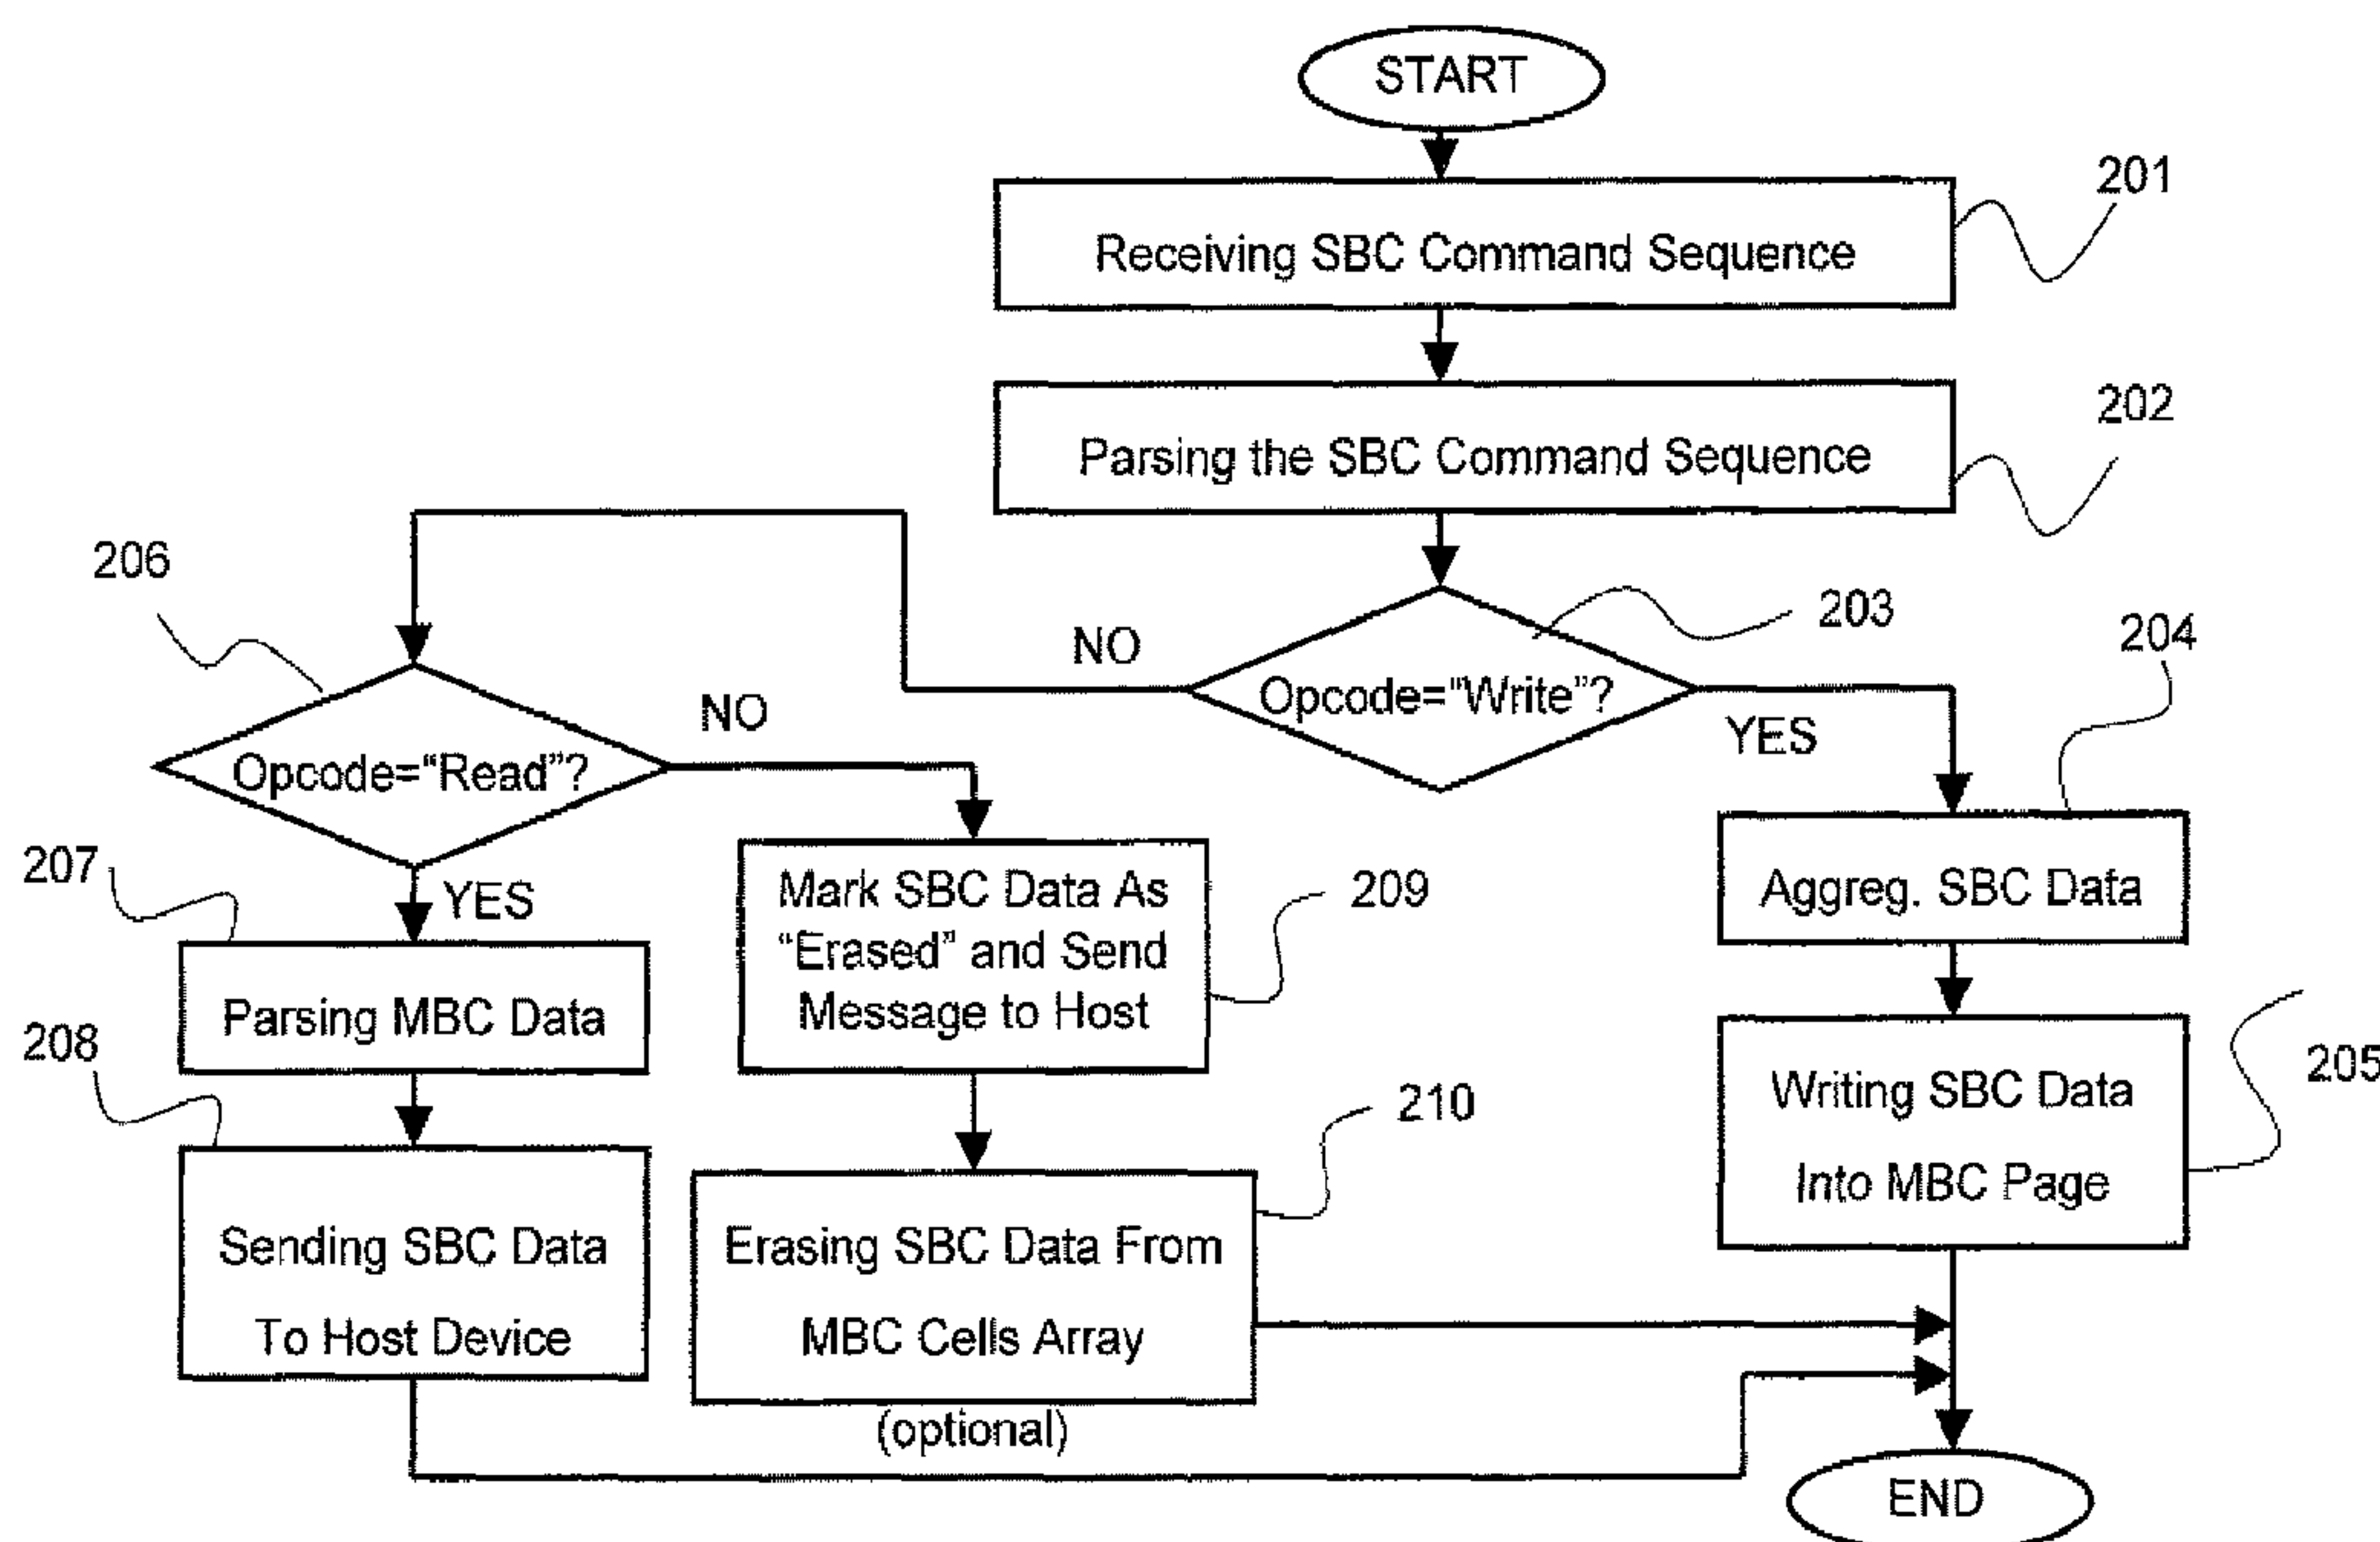 START
201
Receiving SBC Command Sequence
202
Parsing the SBC Command Sequence
206
203
204
NO
Opcode="Write"?
YES
NO
Opcode="Read"?
207
YES
Mark SBC Data As
"Erased" and Send
Message to Host
209
Aggreg. SBC Data
Parsing MBC Data
208
210
205
Writing SBC Data
Into MBC Page
Sending SBC Data
To Host Device
Erasing SBC Data From
MBC Cells Array
(optional)
END